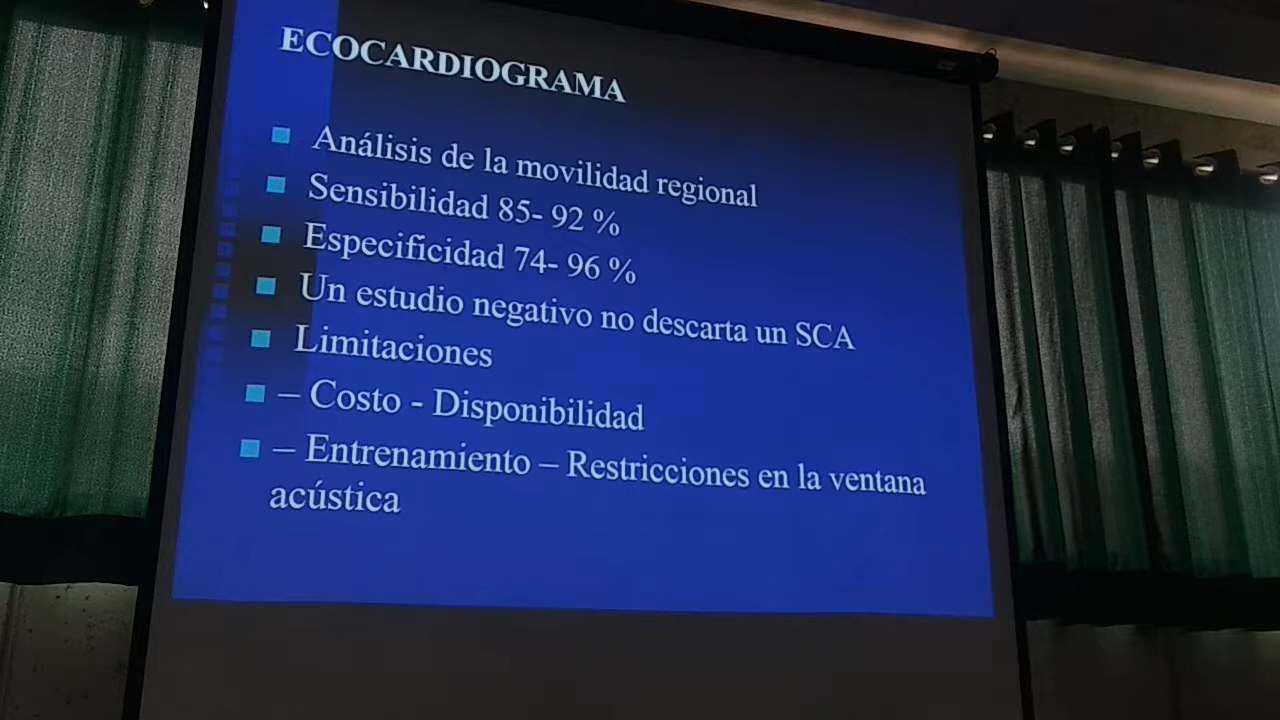 ECOCARDIOGRAMA
Análisis de la movilidad regional
Sensibilidad 85- 92 %
Especificidad 74- 96 %
Un estudio negativo no descarta un SCA
Limitaciones
– Costo - Disponibilidad
– Entrenamiento – Restricciones en la ventana
acústica